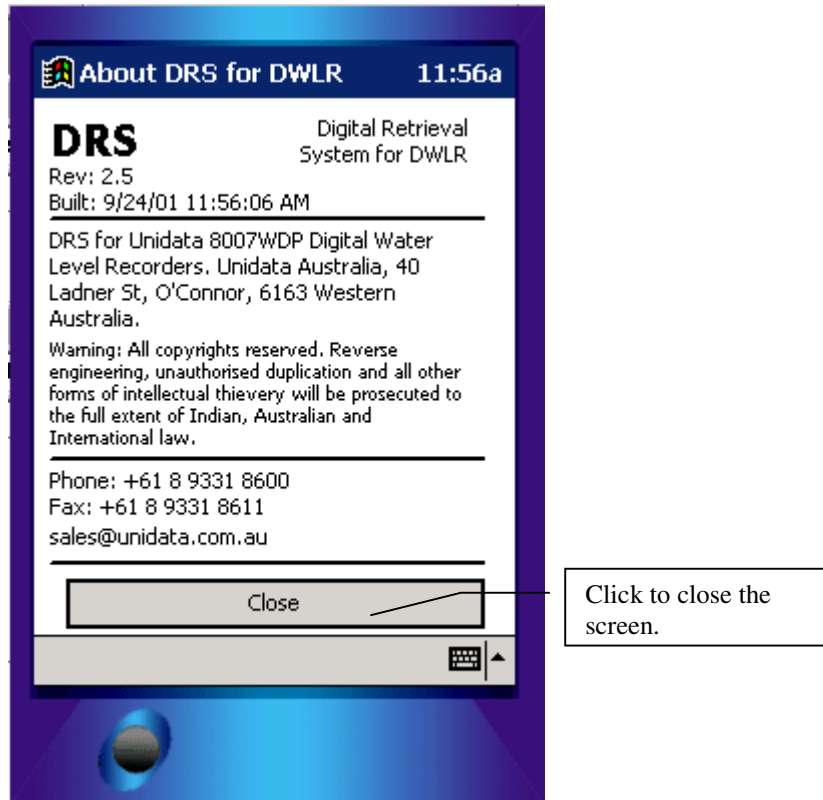 About DRS for DWLR 11:56a
DRS
Digital Retrieval
System for DWLR
Rev: 2.5
Built: 9/24/01 11:56:06 AM
DRS for Unidata 8007WDP Digital Water
Level Recorders. Unidata Australia, 40
Ladner St, O'Connor, 6163 Western
Australia.
Warning: All copyrights reserved. Reverse
engineering, unauthorised duplication and all other
forms of intellectual thievery will be prosecuted to
the full extent of Indian, Australian and
International law.
Phone: +61 8 9331 8600
Fax: +61 8 9331 8611
sales@unidata.com.au
Close
Click to close the
screen.